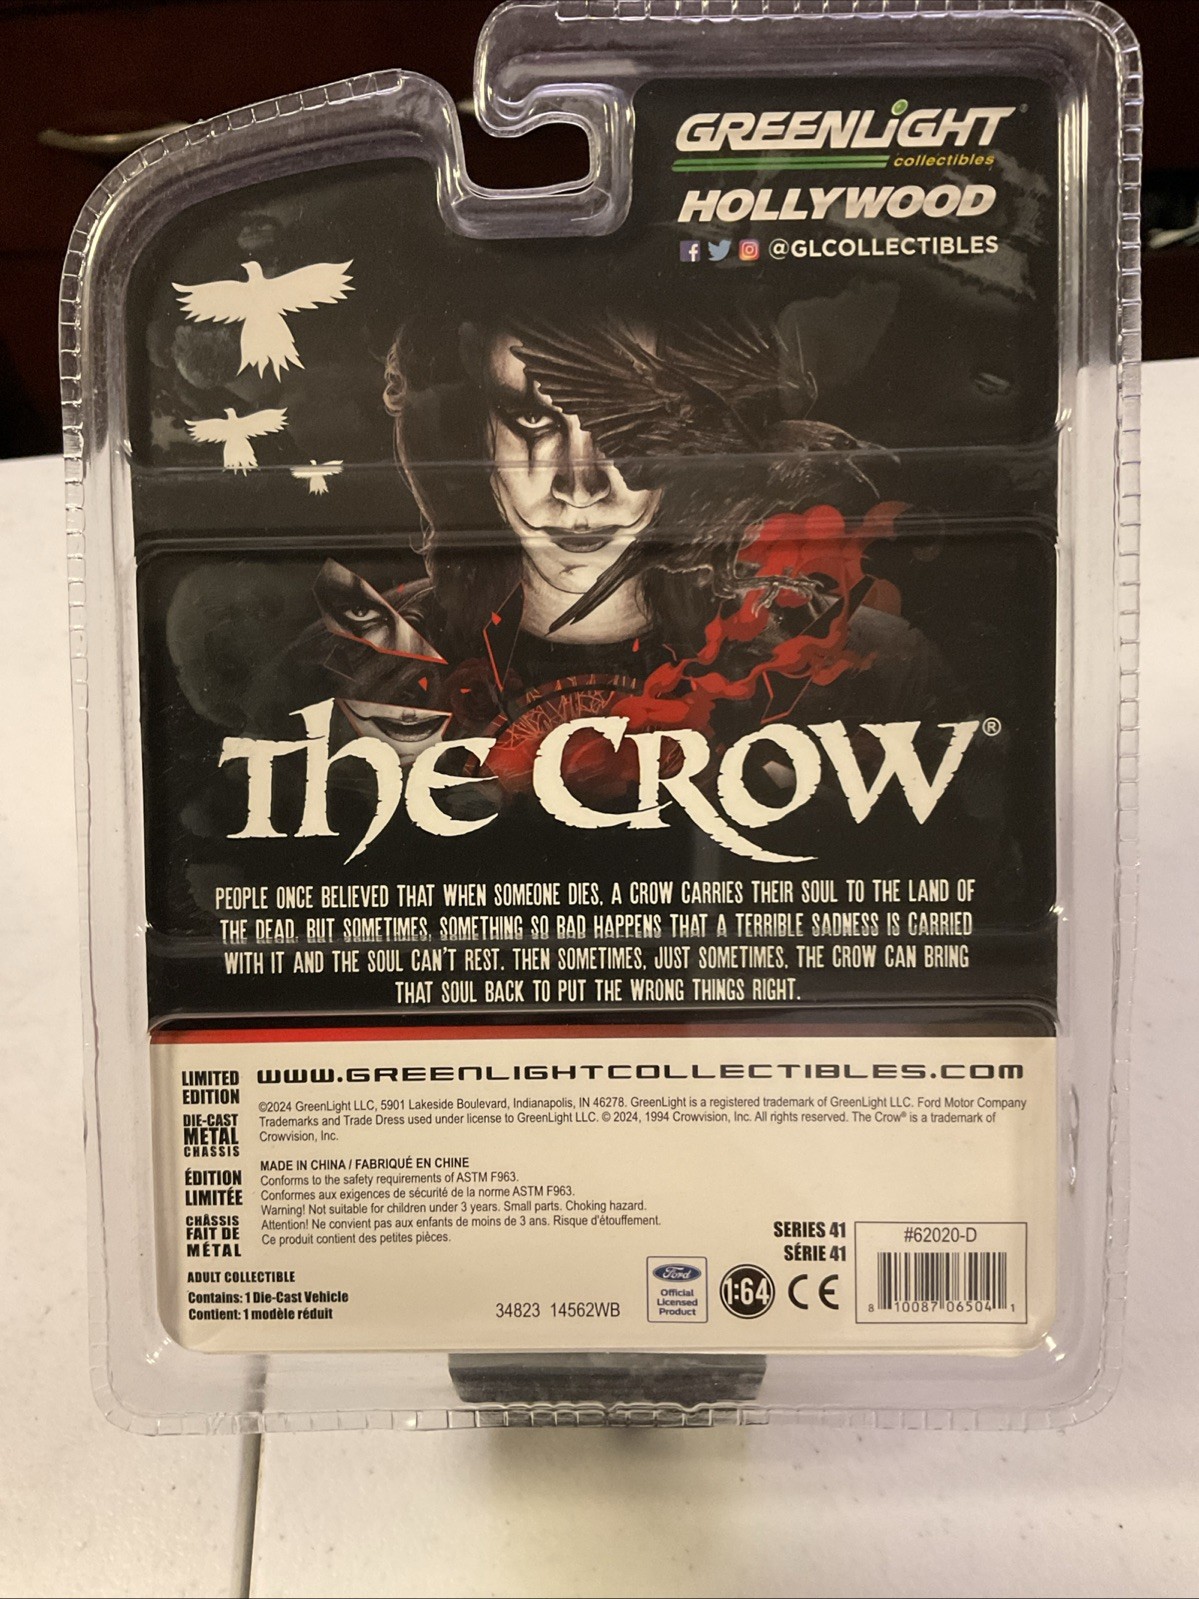 GREENLiGHT®
collectibles
HOLLYWOOD
@GLCOLLECTIBLES
The CROW®
PEOPLE ONCE BELIEVED THAT WHEN SOMEONE DIES, A CROW CARRIES THEIR SOUL TO THE LAND OF
THE DEAD. BUT SOMETIMES, SOMETHING SO BAD HAPPENS THAT A TERRIBLE SADNESS IS CARRIED
WITH IT AND THE SOUL CAN'T REST. THEN SOMETIMES, JUST SOMETIMES, THE CROW CAN BRING
THAT SOUL BACK TO PUT THE WRONG THINGS RIGHT.
LIMITED
EDITION
DIE-CAST
METAL
CHASSIS
ÉDITION
LIMITÉE
CHÂSSIS
FAIT DE
MÉTAL
WWW.GREENLIGHTCOLLECTIBLES.COM
©2024 GreenLight LLC, 5901 Lakeside Boulevard, Indianapolis, IN 46278. GreenLight is a registered trademark of GreenLight LLC. Ford Motor Company
Trademarks and Trade Dress used under license to GreenLight LLC. © 2024, 1994 Crowvision, Inc. All rights reserved. The Crow® is a trademark of
Crowvision, Inc.
MADE IN CHINA / FABRIQUÉ EN CHINE
Conforms to the safety requirements of ASTM F963.
Conformes aux exigences de sécurité de la norme ASTM F963.
Warning! Not suitable for children under 3 years. Small parts. Choking hazard.
Attention! Ne convient pas aux enfants de moins de 3 ans. Risque d'étouffement.
Ce produit contient des petites pièces.
ADULT COLLECTIBLE
Contains: 1 Die-Cast Vehicle
Contient: 1 modèle réduit
34823 14562WB
Ford
Official
Licensed
Product
1:64
CE
SERIES 41
SÉRIE 41
#62020-D
8 10087 06504 1